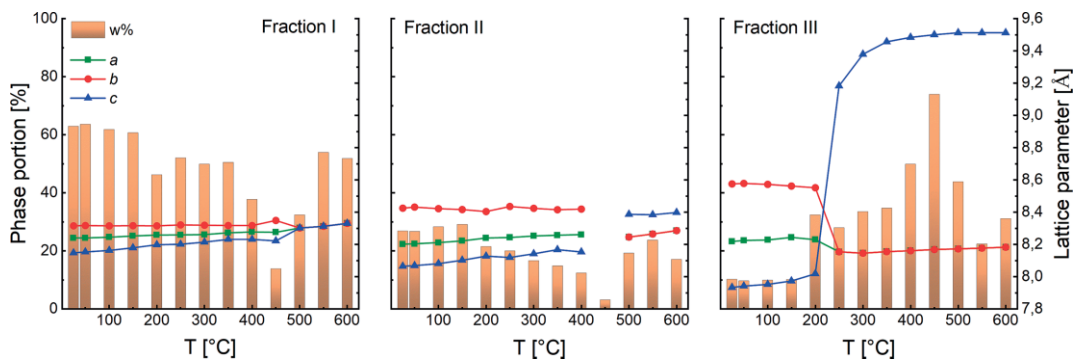 Fraction I
Fraction II
Fraction III
w%
a
b
c
Phase portion [%]
100
80
60
40
20
0
100 200 300 400 500 600
100 200 300 400 500 600
100 200 300 400 500 600
T [°C]
T [°C]
T [°C]
9,6
9,4
9,2
9,0
8,8
8,6
8,4
8,2
8,0
7,8
Lattice parameter [Å]